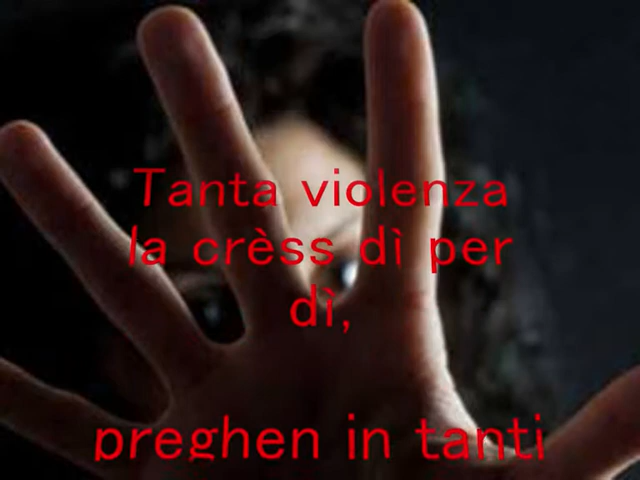 Tanta violenza
la crèss dì per
dì,
preghen in tanti